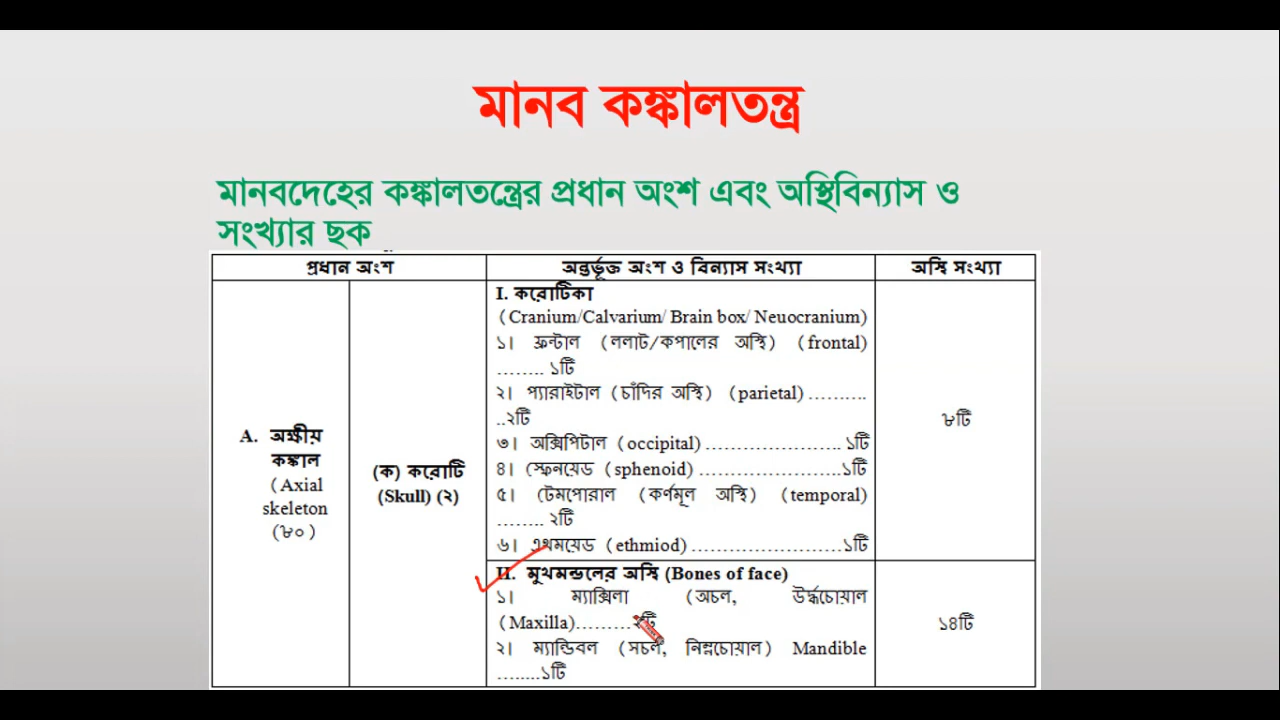 মানব কঙ্কালতন্ত্র
মানবদেহের কঙ্কালতন্ত্রের প্রধান অংশ এবং অস্থিবিন্যাস ও
সংখ্যার ছক
প্রধান অংশ
অন্তর্ভুক্ত অংশ ও বিন্যাস সংখ্যা
অস্থি সংখ্যা
A. অক্ষীয়
কঙ্কাল
(Axial
skeleton
(৮০)
(ক) করোটি
(Skull) (২)
I. করোটিকা
(Cranium/Calvarium/ Brain box/ Neuocranium)
১। ফ্রন্টাল (ললাট/কপালের অস্থি) (frontal)
…….. ১টি
২। প্যারাইটাল (চাঁদির অস্থি) (parietal) ……….
..২টি
৩। অক্সিপিটাল (occipital) …………………. ১টি
৪। স্ফেনয়েড (sphenoid) …………………..১টি
৫। টেমপোরাল (কর্ণমূল অস্থি) (temporal)
…….. ২টি
৬। এথময়েড (ethmiod) ……………………১টি
৮টি
II. মুখমন্ডলের অস্থি (Bones of face)
১। ম্যাক্সিলা (অচল, উর্দ্ধচোয়াল
(Maxilla)………২টি
২। ম্যান্ডিবল (সচল, নিম্নচোয়াল) Mandible
……..১টি
১৪টি